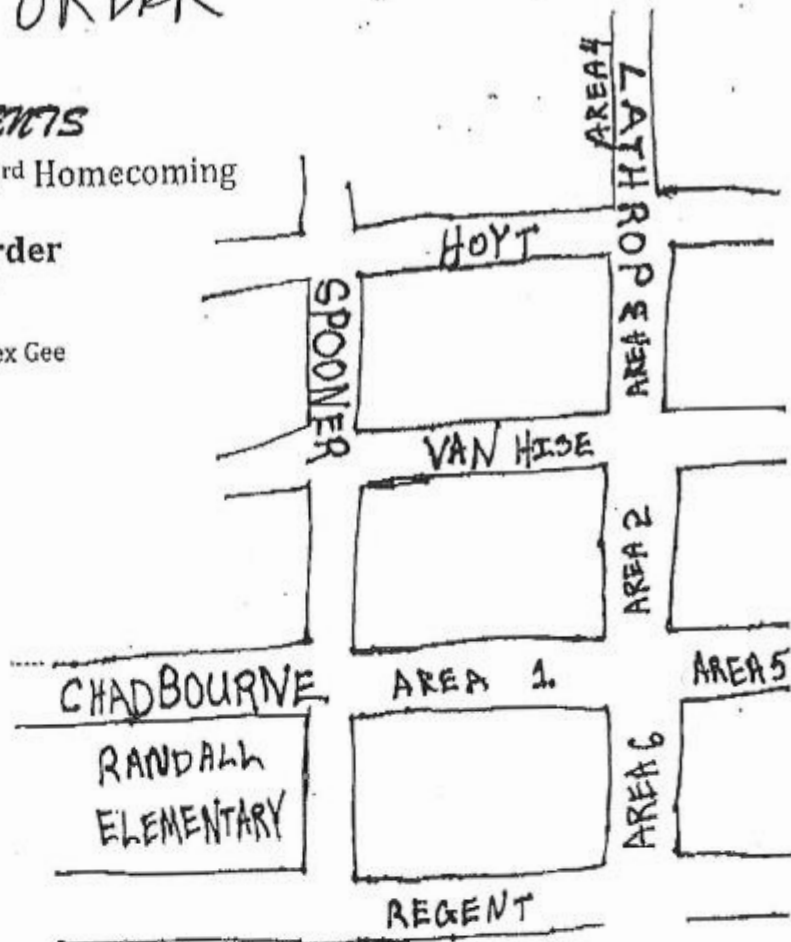 ORDER
rd Homecoming
ex Gee
AREA 4
LATHROP
HOYT
SPOONER
AREA 3
VAN HISE
AREA 2
CHADBOURNE
AREA 1.
AREA 5
RANDALL
ELEMENTARY
AREA 6
REGENT